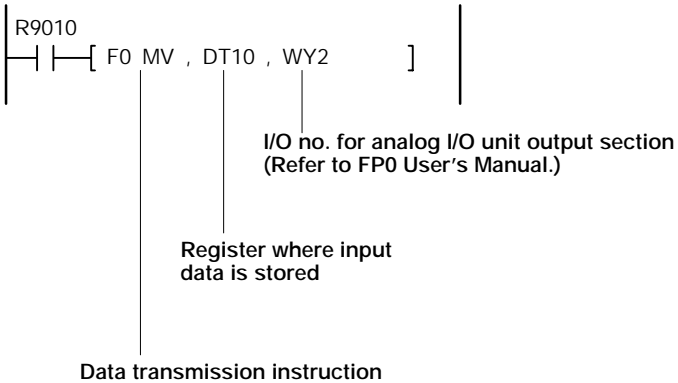 R9010
F0 MV , DT10 , WY2
I/O no. for analog I/O unit output section
(Refer to FP0 User's Manual.)
Register where input
data is stored
Data transmission instruction